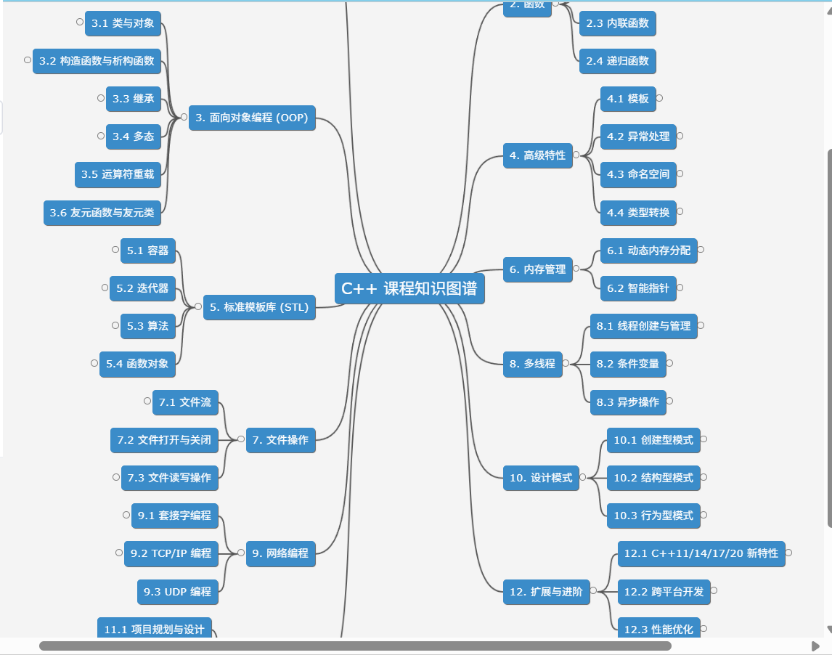 2. 函数
2.3 内联函数
2.4 递归函数
3. 面向对象编程 (OOP)
3.1 类与对象
3.2 构造函数与析构函数
3.3 继承
3.4 多态
3.5 运算符重载
3.6 友元函数与友元类
4. 高级特性
4.1 模板
4.2 异常处理
4.3 命名空间
4.4 类型转换
C++ 课程知识图谱
5. 标准模板库 (STL)
5.1 容器
5.2 迭代器
5.3 算法
5.4 函数对象
6. 内存管理
6.1 动态内存分配
6.2 智能指针
7. 文件操作
7.1 文件流
7.2 文件打开与关闭
7.3 文件读写操作
8. 多线程
8.1 线程创建与管理
8.2 条件变量
8.3 异步操作
9. 网络编程
9.1 套接字编程
9.2 TCP/IP 编程
9.3 UDP 编程
10. 设计模式
10.1 创建型模式
10.2 结构型模式
10.3 行为型模式
11.1 项目规划与设计
12. 扩展与进阶
12.1 C++11/14/17/20 新特性
12.2 跨平台开发
12.3 性能优化